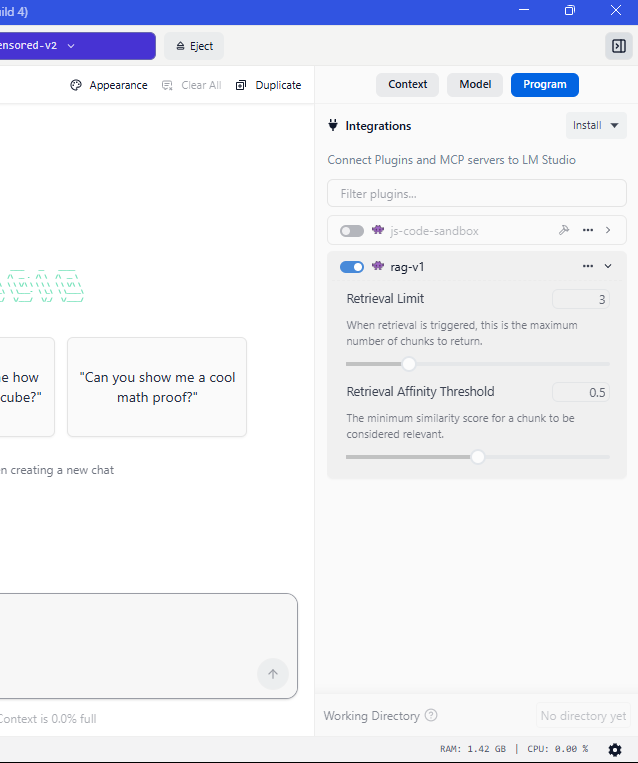 ild 4)
ensored-v2
Eject
Appearance
Clear All
Duplicate
Context
Model
Program
Integrations
Install
Connect Plugins and MCP servers to LM Studio
Filter plugins...
js-code-sandbox
rag-v1
Retrieval Limit
3
When retrieval is triggered, this is the maximum
number of chunks to return.
Retrieval Affinity Threshold
0.5
The minimum similarity score for a chunk to be
considered relevant.
e how
cube?"
"Can you show me a cool
math proof?"
n creating a new chat
Context is 0.0% full
Working Directory
No directory yet
RAM: 1.42 GB | CPU: 0.00 %